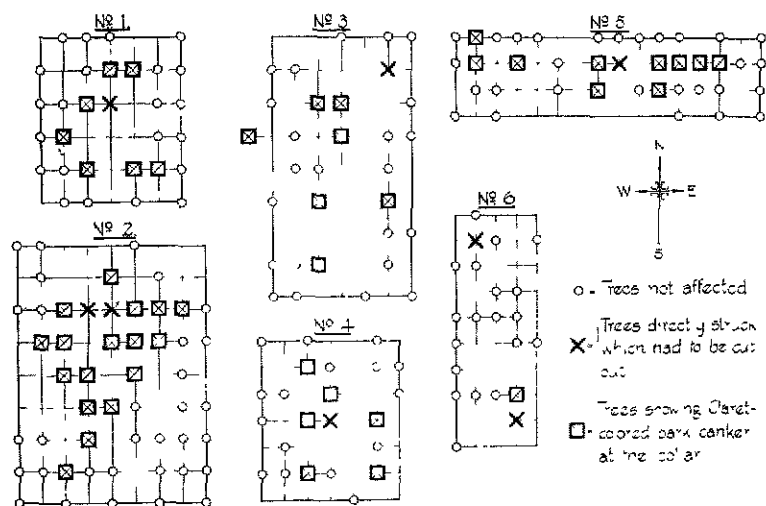 Nº 1
Nº 3
Nº 5
Nº 2
Nº 4
Nº 6
N
W E
S
o - Trees not affected
Trees directly struck
which had to be cut
out
Trees showing Claret-
colored bark canker
at the collar